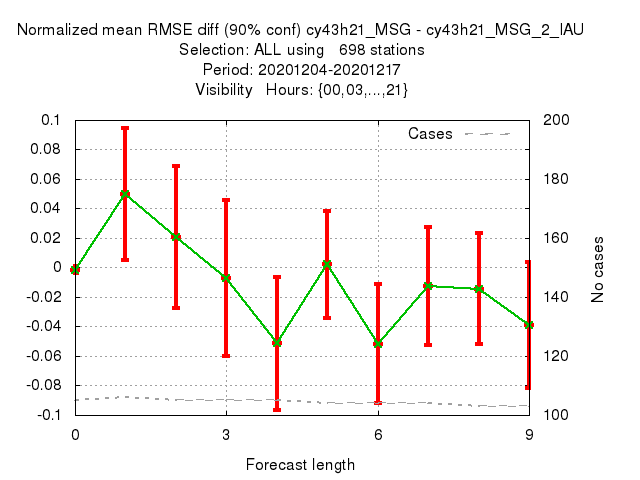 Normalized mean RMSE diff (90% conf) cy43h21_MSG - cy43h21_MSG_2_IAU
Selection: ALL using   698 stations
Period: 20201204-20201217
Visibility   Hours: {00,03,...,21}
Cases
0.1
0.08
0.06
0.04
0.02
0
-0.02
-0.04
-0.06
-0.08
-0.1
200
180
160
140
120
100
No cases
0 3 6 9
Forecast length